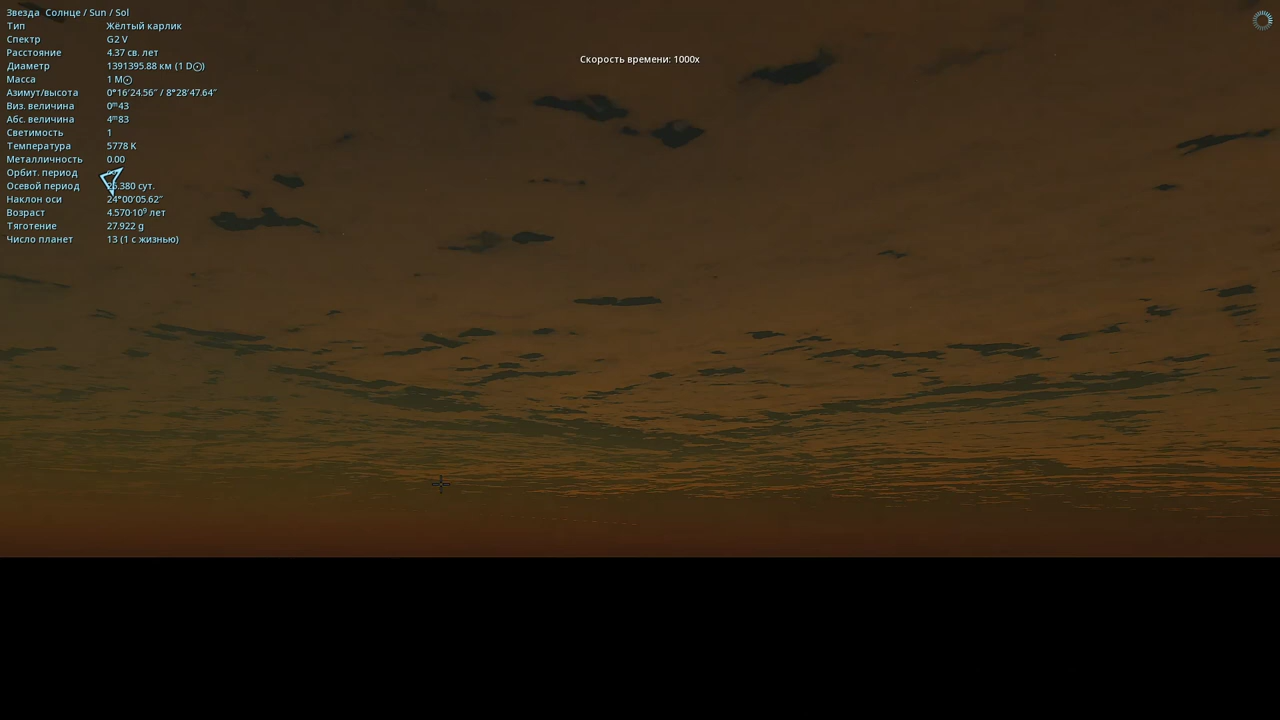 Звезда Солнце / Sun / Sol
Тип Жёлтый карлик
Спектр G2 V
Расстояние 4.37 св. лет
Диаметр 1391395.88 км (1 D☉)
Масса 1 M☉
Азимут/высота 0°16′24.56″ / 8°28′47.64″
Виз. величина 0ᵐ43
Абс. величина 4ᵐ83
Светимость 1
Температура 5778 K
Металличность 0.00
Орбит. период
Осевой период 25.380 сут.
Наклон оси 24°00′05.62″
Возраст 4.570·10⁹ лет
Тяготение 27.922 g
Число планет 13 (1 с жизнью)
Скорость времени: 1000x